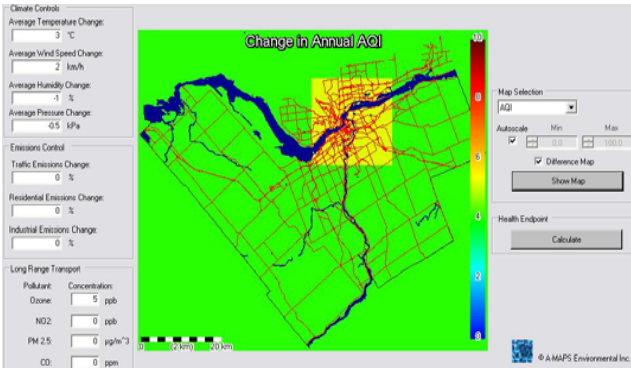 Climate Controls
Average Temperature Change:
3 °C
Average Wind Speed Change:
2 km/h
Average Humidity Change:
-1 %
Average Pressure Change:
-0.5 kPa
Emissions Control
Traffic Emissions Change:
0 %
Residential Emissions Change:
0 %
Industrial Emissions Change:
0 %
Long Range Transport
Pollutant: Concentration:
Ozone: 5 ppb
NO2: 0 ppb
PM 2.5: 0 µg/m^3
CO: 0 ppm
Change in Annual AQI
10
8
6
4
2
0
0 (2 km) 20 km
Map Selection
AQI
Autoscale Min Max
0.0 100.0
Difference Map
Show Map
Health Endpoint
Calculate
© A-MAPS Environmental Inc.